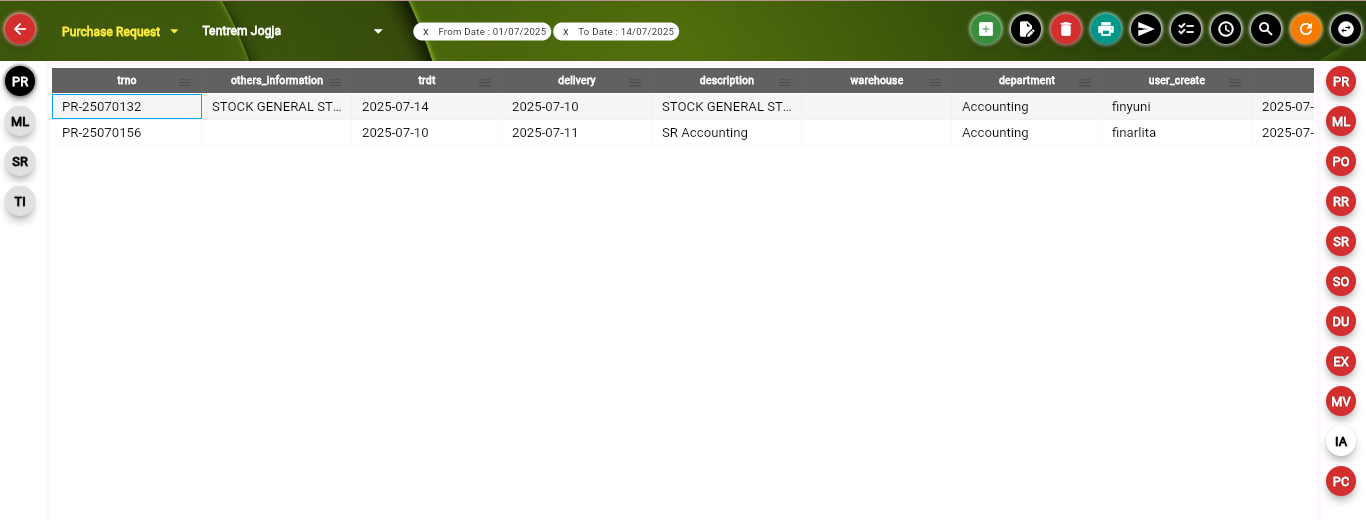 Purchase Request
Tentrem Jogja
x From Date : 01/07/2025
x To Date : 14/07/2025
trno others_information trdt delivery description warehouse department user_create
PR-25070132 STOCK GENERAL ST... 2025-07-14 2025-07-10 STOCK GENERAL ST... Accounting finyuni 2025-07-
PR-25070156 2025-07-10 2025-07-11 SR Accounting Accounting finarlita 2025-07-
PR
ML
SR
TI
PR
ML
PO
RR
SR
SO
DU
EX
MV
IA
PC